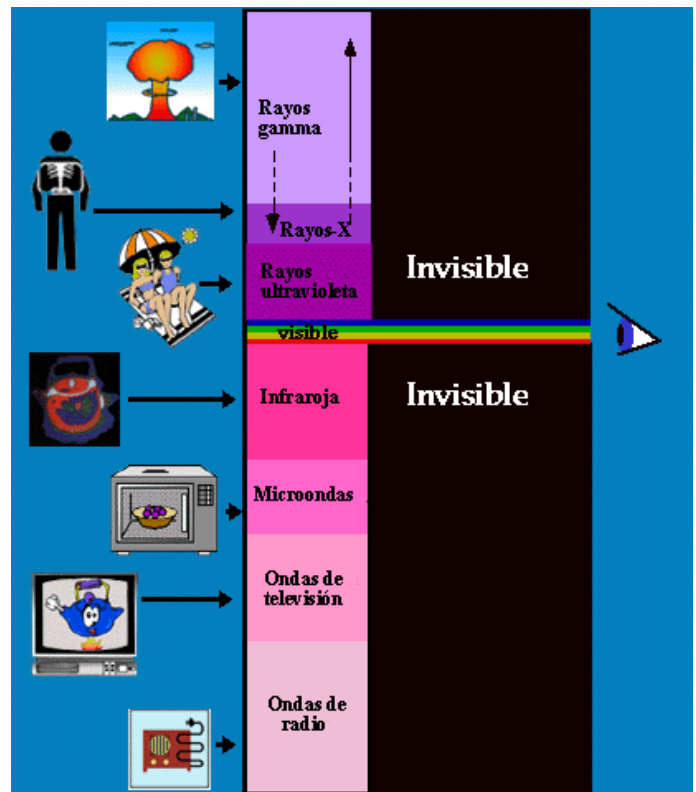 Rayos
gamma
Rayos-X
Rayos
ultravioleta
Invisible
visible
Infraroja
Invisible
Microondas
Ondas de
televisión
Ondas de
radio